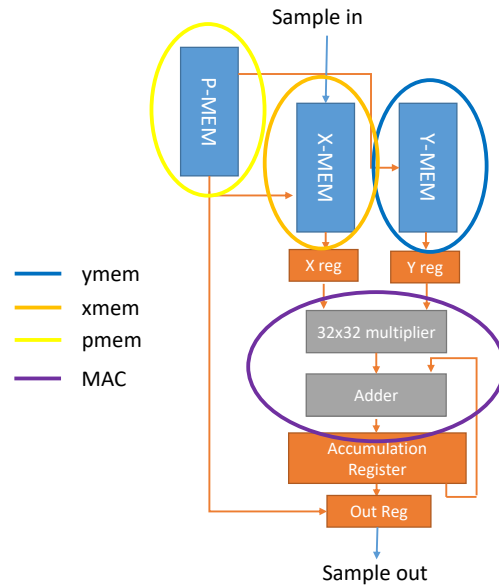 Sample in
P-MEM
X-MEM
Y-MEM
X reg
Y reg
ymem
xmem
pmem
MAC
32x32 multiplier
Adder
Accumulation
Register
Out Reg
Sample out